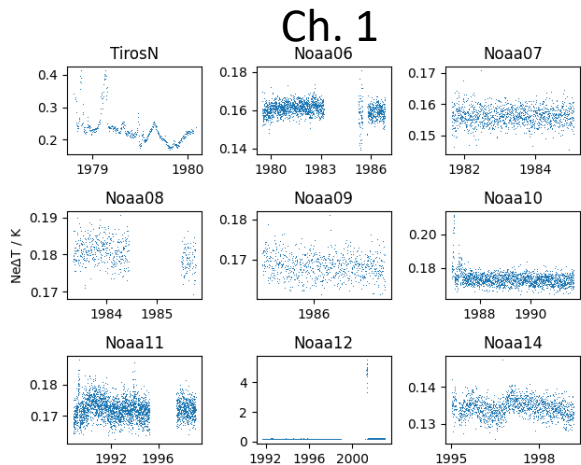 Ch. 1
TirosN Noaa06 Noaa07
0.4 0.3 0.2
1979 1980
0.18 0.16 0.14
1980 1983 1986
0.17 0.16 0.15
1982 1984
Noaa08 Noaa09 Noaa10
NeΔT / K
0.19 0.18 0.17
1984 1985
0.18 0.17
1986
0.20 0.18
1988 1990
Noaa11 Noaa12 Noaa14
0.18 0.17
1992 1996
4 2 0
1992 1996 2000
0.14 0.13
1995 1998